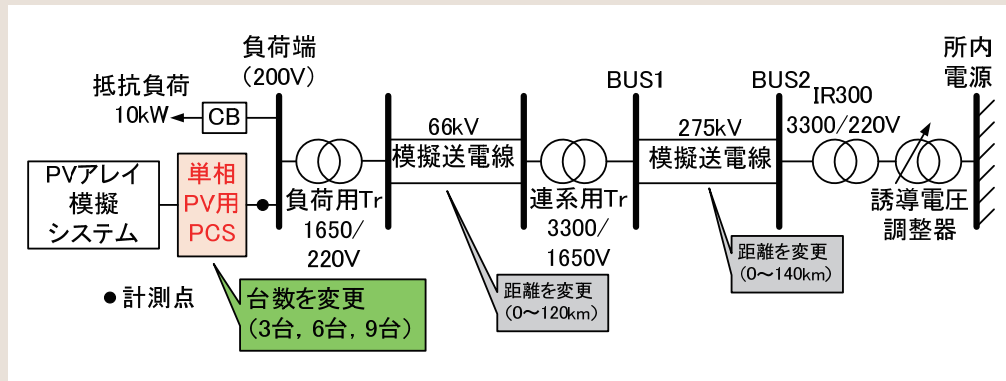 負荷端
(200V)
抵抗負荷
10kW
CB
PVアレイ
模擬
システム
単相
PV用
PCS
●計測点
台数を変更
(3台, 6台, 9台)
負荷用Tr
1650/
220V
66kV
模擬送電線
距離を変更
(0～120km)
連系用Tr
3300/
1650V
BUS1
275kV
模擬送電線
距離を変更
(0～140km)
BUS2
IR300
3300/220V
誘導電圧
調整器
所内
電源